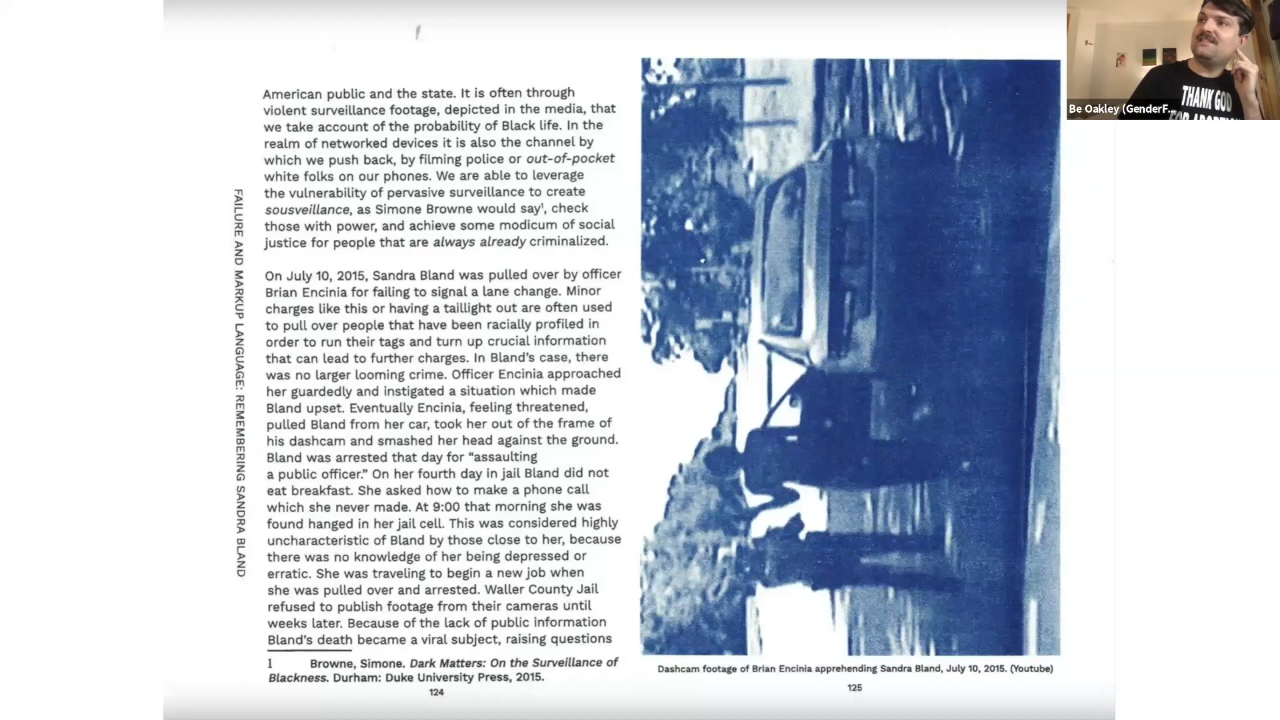 American public and the state. It is often through
violent surveillance footage, depicted in the media, that
we take account of the probability of Black life. In the
realm of networked devices it is also the channel by
which we push back, by filming police or out-of-pocket
white folks on our phones. We are able to leverage
the vulnerability of pervasive surveillance to create
sousveillance, as Simone Browne would say¹, check
those with power, and achieve some modicum of social
justice for people that are always already criminalized.
On July 10, 2015, Sandra Bland was pulled over by officer
Brian Encinia for failing to signal a lane change. Minor
charges like this or having a taillight out are often used
to pull over people that have been racially profiled in
order to run their tags and turn up crucial information
that can lead to further charges. In Bland's case, there
was no larger looming crime. Officer Encinia approached
her guardedly and instigated a situation which made
Bland upset. Eventually Encinia, feeling threatened,
pulled Bland from her car, took her out of the frame of
his dashcam and smashed her head against the ground.
Bland was arrested that day for “assaulting
a public officer.” On her fourth day in jail Bland did not
eat breakfast. She asked how to make a phone call
which she never made. At 9:00 that morning she was
found hanged in her jail cell. This was considered highly
uncharacteristic of Bland by those close to her, because
there was no knowledge of her being depressed or
erratic. She was traveling to begin a new job when
she was pulled over and arrested. Waller County Jail
refused to publish footage from their cameras until
weeks later. Because of the lack of public information
Bland's death became a viral subject, raising questions
1 Browne, Simone. Dark Matters: On the Surveillance of
Blackness. Durham: Duke University Press, 2015.
124
FAILURE AND MARKUP LANGUAGE: REMEMBERING SANDRA BLAND
Dashcam footage of Brian Encinia apprehending Sandra Bland, July 10, 2015. (Youtube)
125
THANK GOD
FOR
Be Oakley (GenderF...